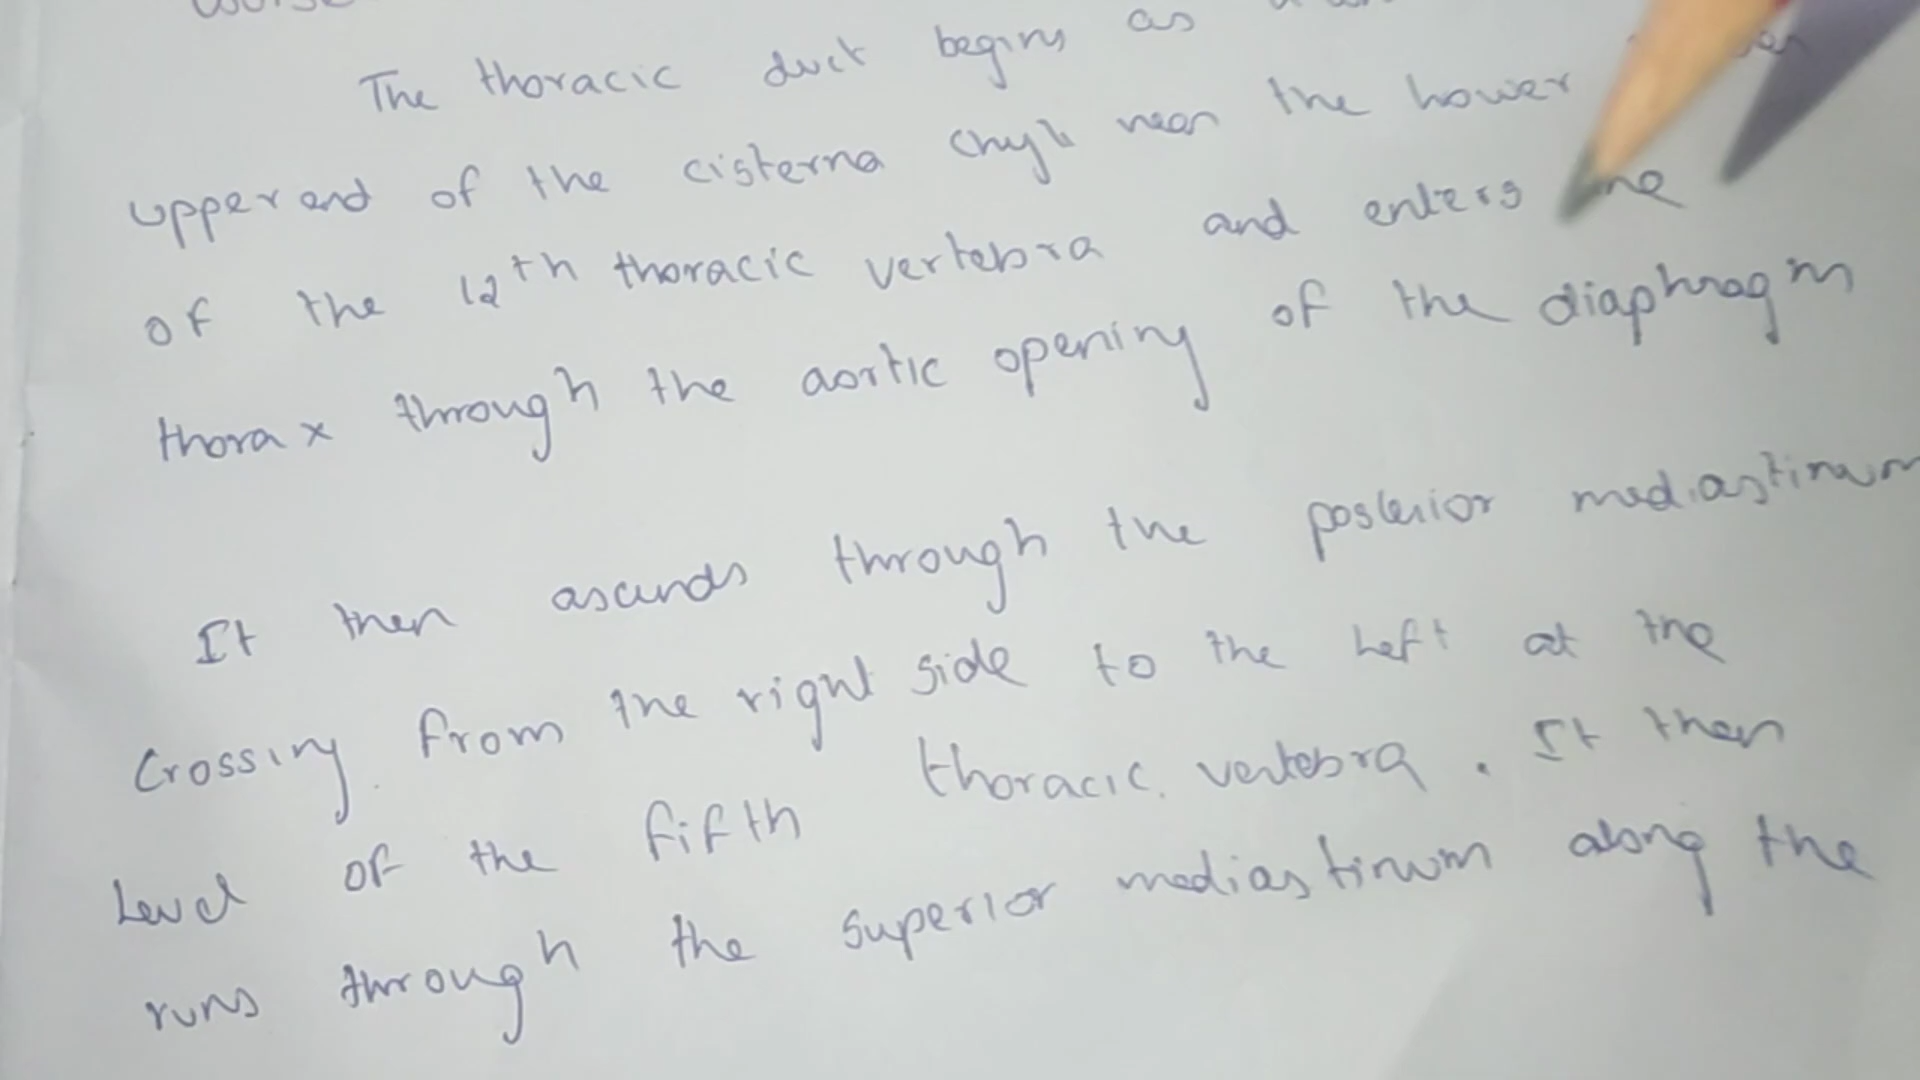 The thoracic duct begins as
upper end of the cisterna chyli near the lower
of the 12th thoracic vertebra and enters the
thorax through the aortic opening of the diaphragm
It then ascends through the posterior mediastinum
crossing from the right side to the left at the
level of the fifth thoracic vertebra. It then
runs through the superior mediastinum along the